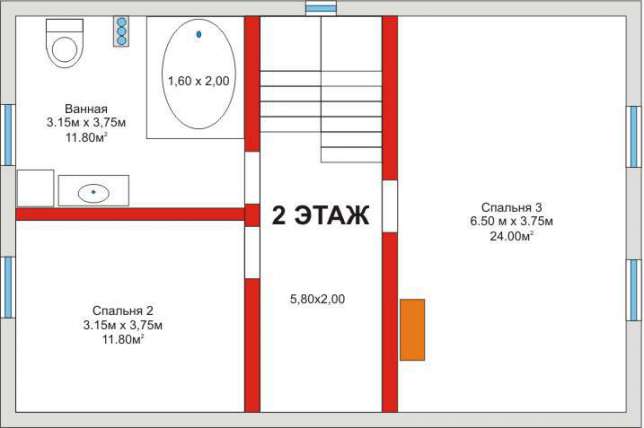 1,60 x 2,00
Ванная
3.15м x 3,75м
11.80м²
2 ЭТАЖ
Спальня 3
6.50 м x 3.75м
24.00м²
5,80x2,00
Спальня 2
3.15м x 3,75м
11.80м²